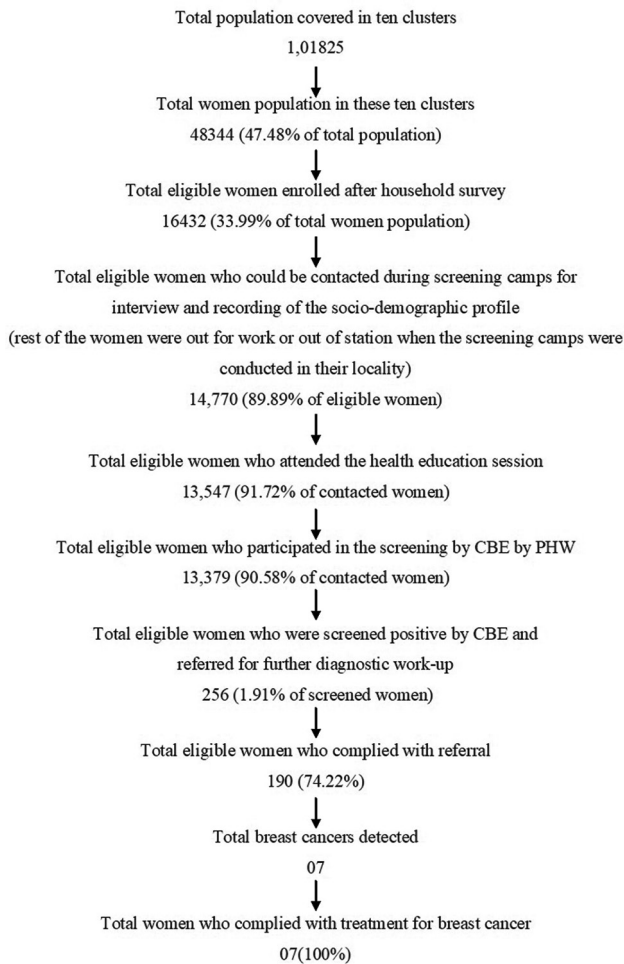 Total population covered in ten clusters
1,01825
Total women population in these ten clusters
48344 (47.48% of total population)
Total eligible women enrolled after household survey
16432 (33.99% of total women population)
Total eligible women who could be contacted during screening camps for
interview and recording of the socio-demographic profile
(rest of the women were out for work or out of station when the screening camps were
conducted in their locality)
14,770 (89.89% of eligible women)
Total eligible women who attended the health education session
13,547 (91.72% of contacted women)
Total eligible women who participated in the screening by CBE by PHW
13,379 (90.58% of contacted women)
Total eligible women who were screened positive by CBE and
referred for further diagnostic work-up
256 (1.91% of screened women)
Total eligible women who complied with referral
190 (74.22%)
Total breast cancers detected
07
Total women who complied with treatment for breast cancer
07(100%)